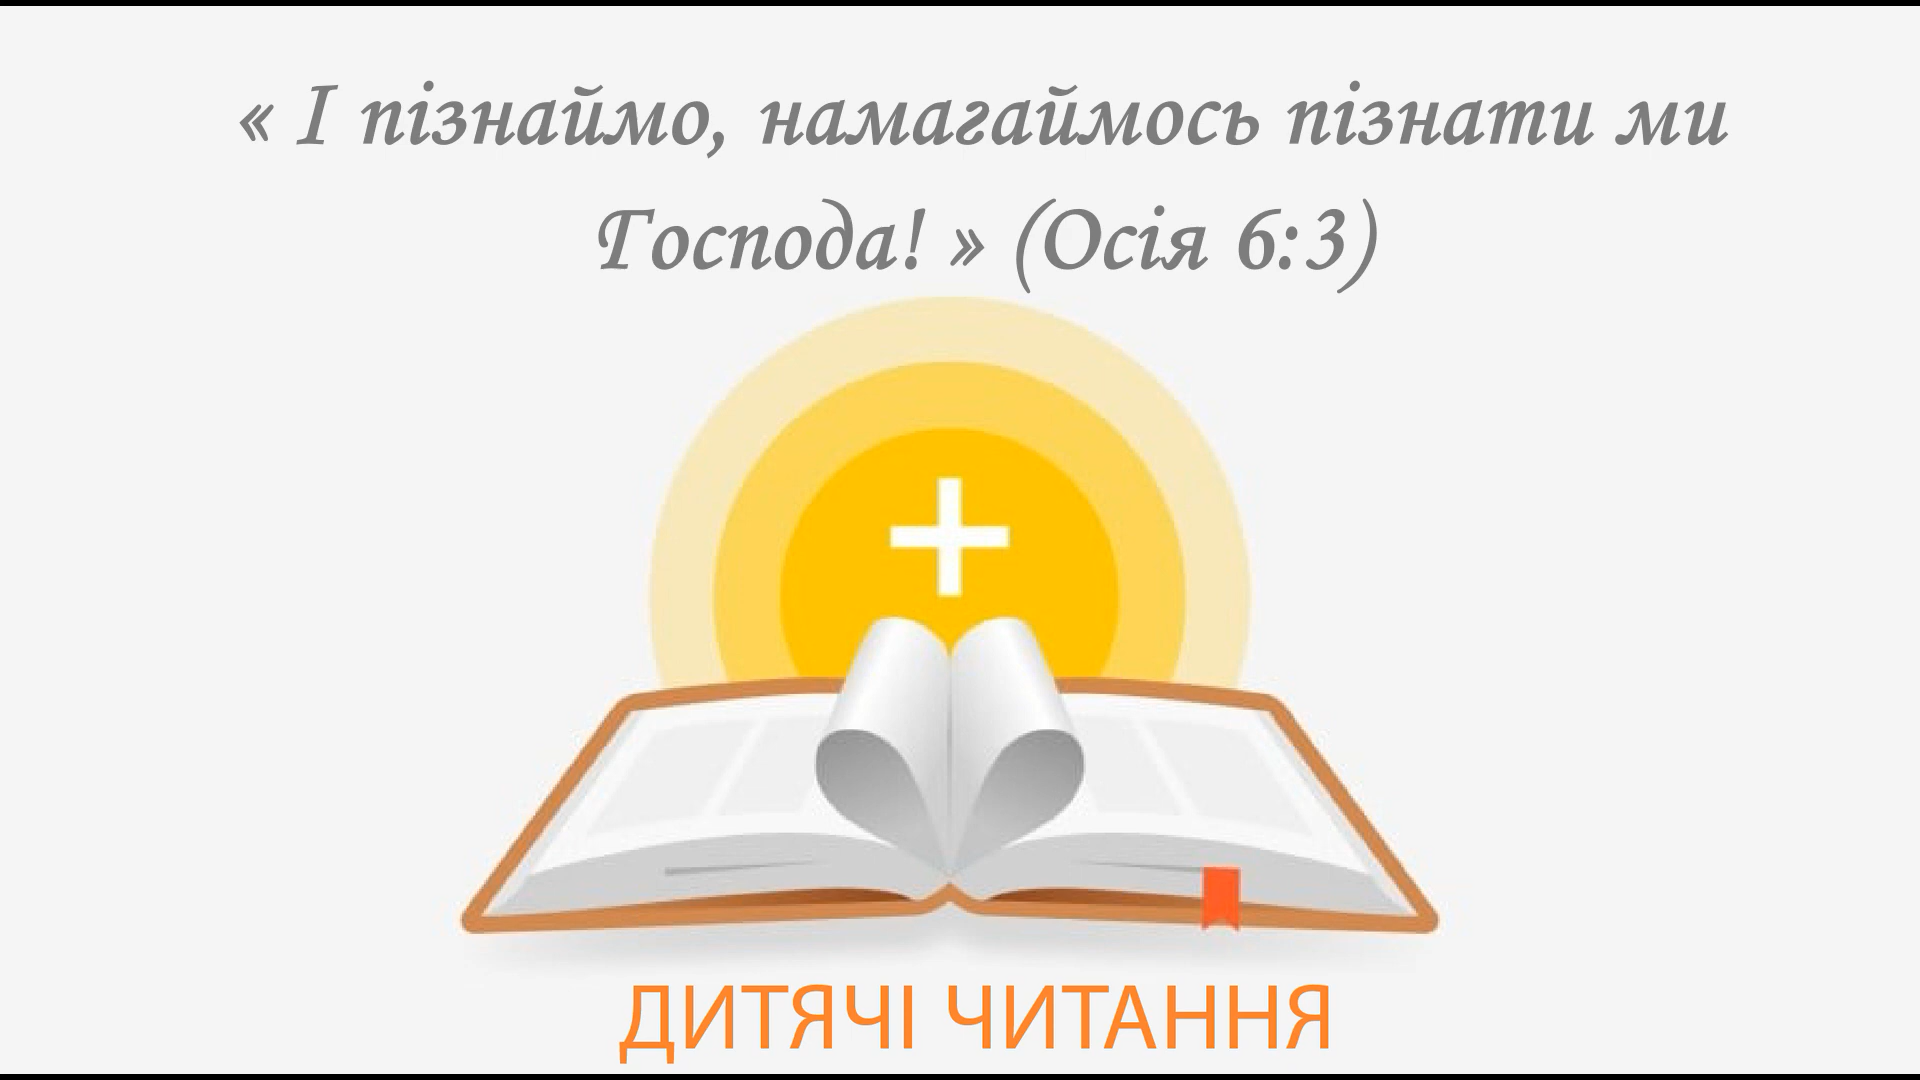 « І пізнаймо, намагаймось пізнати ми
Господа! » (Осія 6:3)
ДИТЯЧІ ЧИТАННЯ